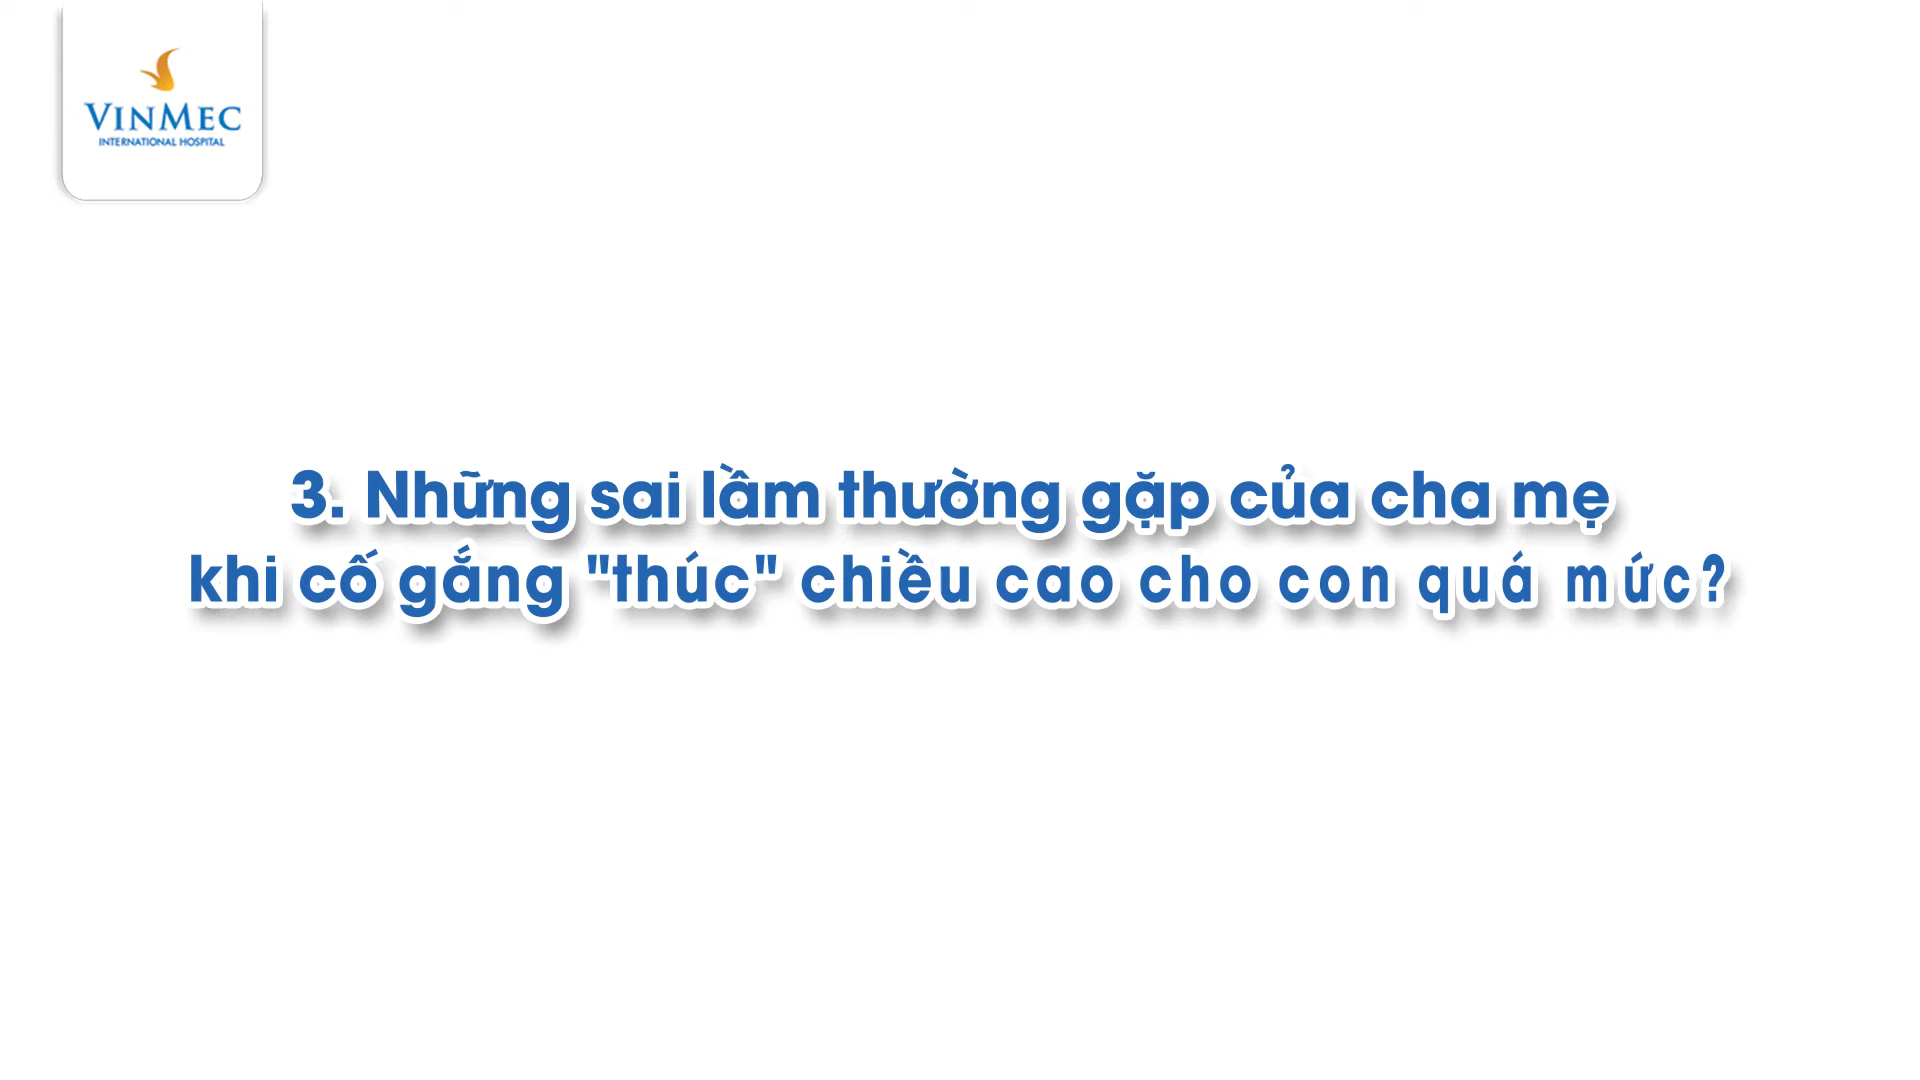 VINMEC
INTERNATIONAL HOSPITAL
3. Những sai lầm thường gặp của cha mẹ
khi cố gắng "thúc" chiều cao cho con quá mức?